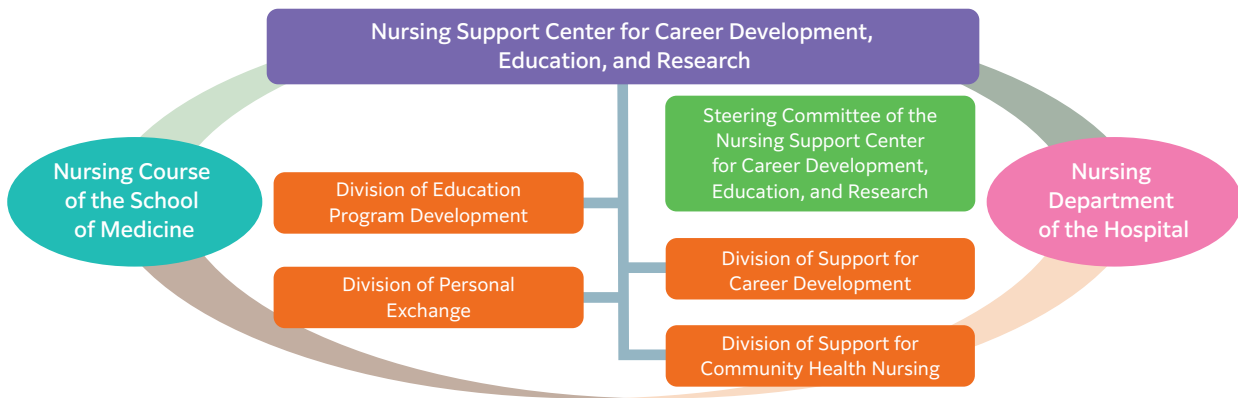 Nursing Support Center for Career Development,
Education, and Research
Steering Committee of the
Nursing Support Center
for Career Development,
Education, and Research
Nursing Course
of the School
of Medicine
Nursing
Department
of the Hospital
Division of Education
Program Development
Division of Support for
Career Development
Division of Personal
Exchange
Division of Support for
Community Health Nursing